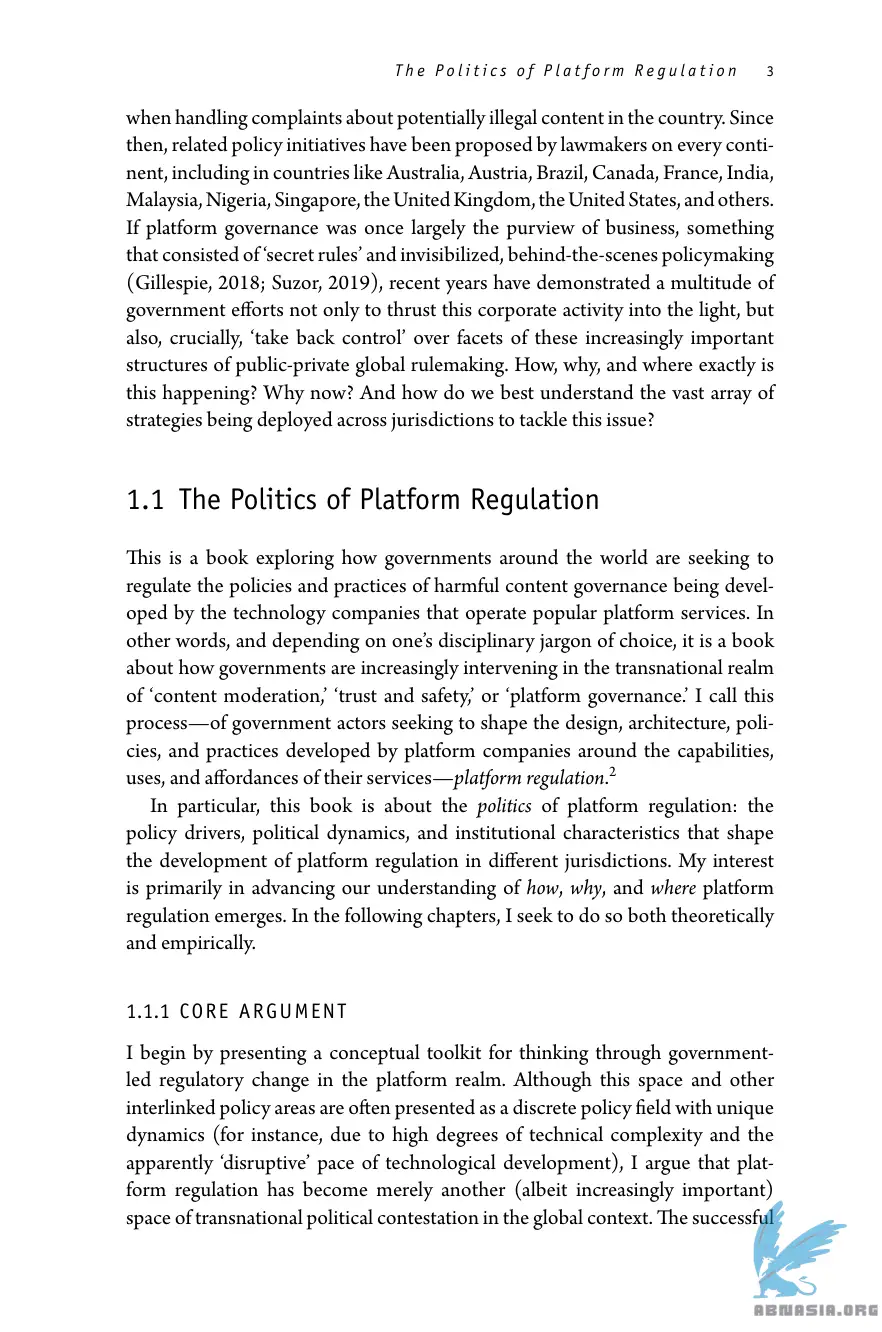 The Politics of Platform Regulation 3
when handling complaints about potentially illegal content in the country. Since
then, related policy initiatives have been proposed by lawmakers on every conti-
nent, including in countries like Australia, Austria, Brazil, Canada, France, India,
Malaysia, Nigeria, Singapore, the United Kingdom, the United States, and others.
If platform governance was once largely the purview of business, something
that consisted of ‘secret rules’ and invisibilized, behind-the-scenes policymaking
(Gillespie, 2018; Suzor, 2019), recent years have demonstrated a multitude of
government efforts not only to thrust this corporate activity into the light, but
also, crucially, ‘take back control’ over facets of these increasingly important
structures of public-private global rulemaking. How, why, and where exactly is
this happening? Why now? And how do we best understand the vast array of
strategies being deployed across jurisdictions to tackle this issue?
1.1 The Politics of Platform Regulation
This is a book exploring how governments around the world are seeking to
regulate the policies and practices of harmful content governance being devel-
oped by the technology companies that operate popular platform services. In
other words, and depending on one’s disciplinary jargon of choice, it is a book
about how governments are increasingly intervening in the transnational realm
of ‘content moderation,’ ‘trust and safety,’ or ‘platform governance.’ I call this
process—of government actors seeking to shape the design, architecture, poli-
cies, and practices developed by platform companies around the capabilities,
uses, and affordances of their services—platform regulation.²
In particular, this book is about the politics of platform regulation: the
policy drivers, political dynamics, and institutional characteristics that shape
the development of platform regulation in different jurisdictions. My interest
is primarily in advancing our understanding of how, why, and where platform
regulation emerges. In the following chapters, I seek to do so both theoretically
and empirically.
1.1.1 CORE ARGUMENT
I begin by presenting a conceptual toolkit for thinking through government-
led regulatory change in the platform realm. Although this space and other
interlinked policy areas are often presented as a discrete policy field with unique
dynamics (for instance, due to high degrees of technical complexity and the
apparently ‘disruptive’ pace of technological development), I argue that plat-
form regulation has become merely another (albeit increasingly important)
space of transnational political contestation in the global context. The successful
ABNASIA.ORG